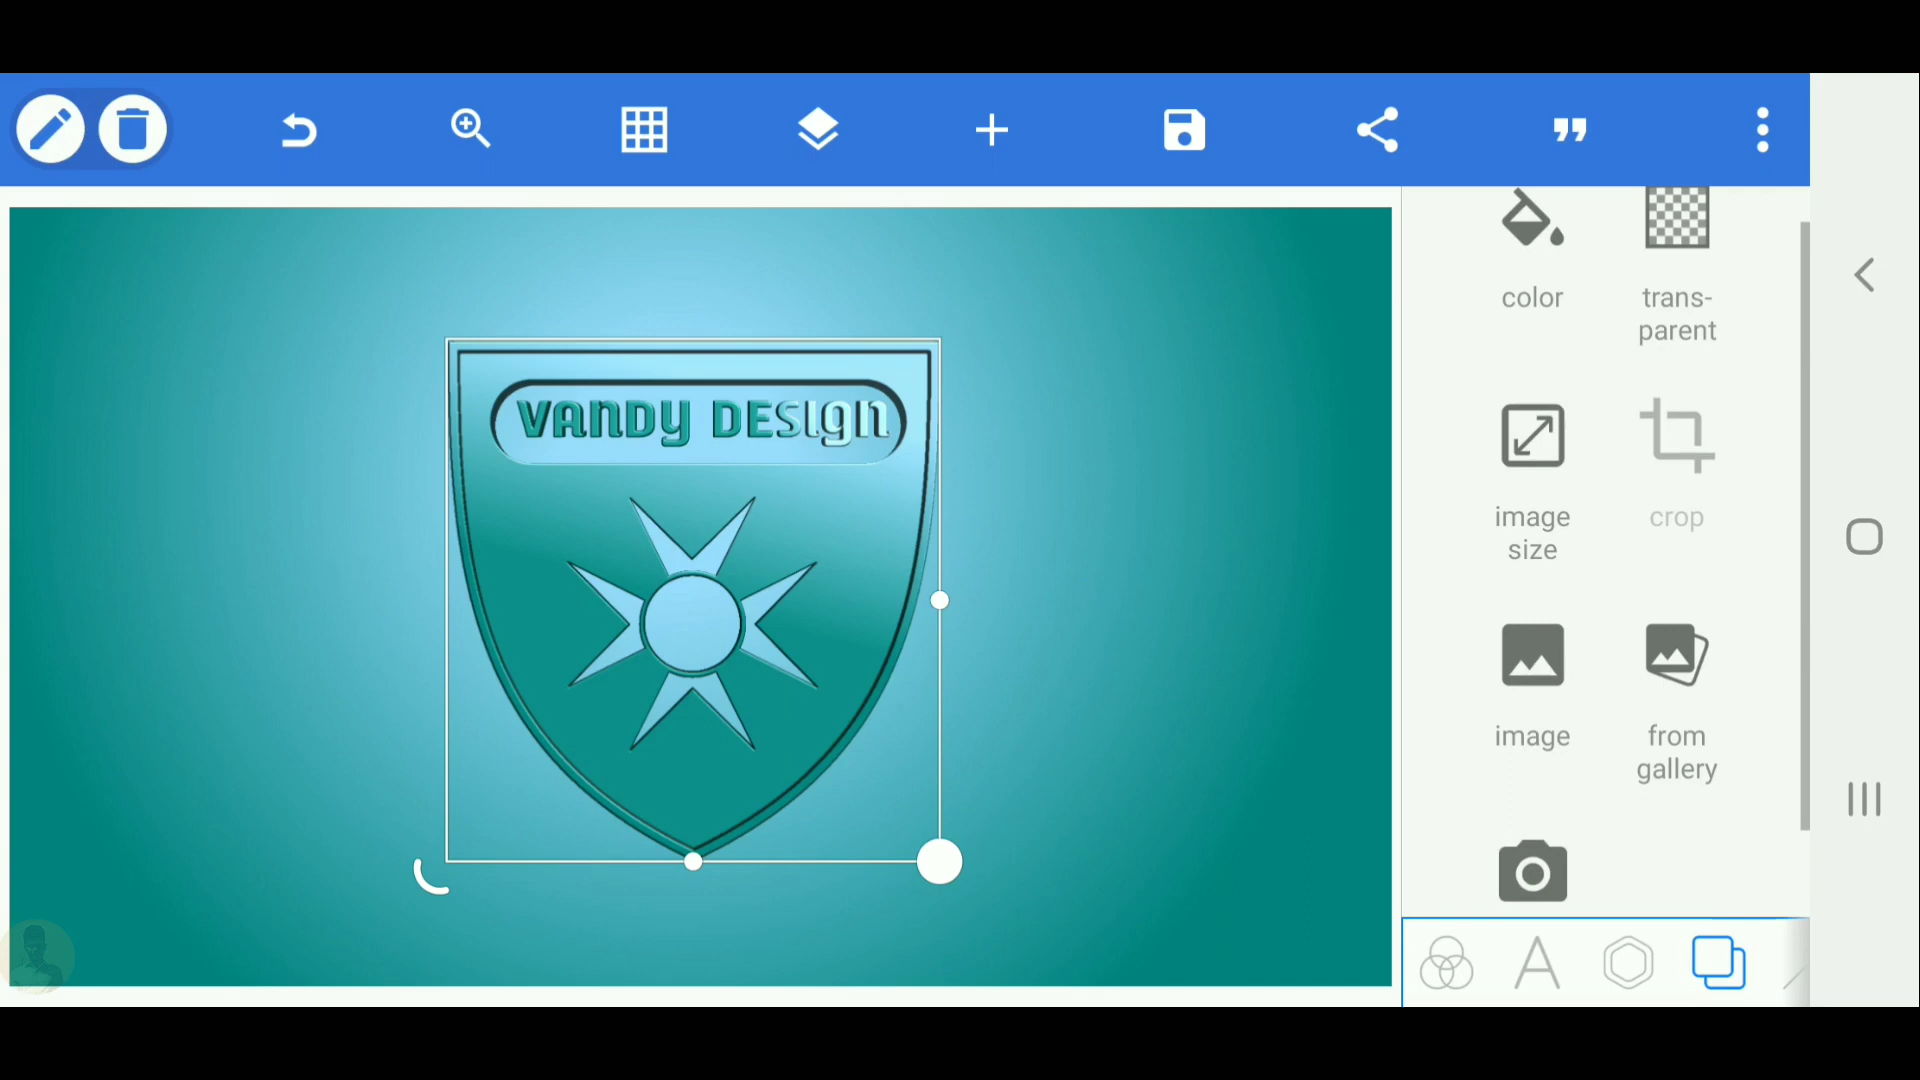 VANDY DESIgn
color
trans-
parent
image
size
crop
image
from
gallery